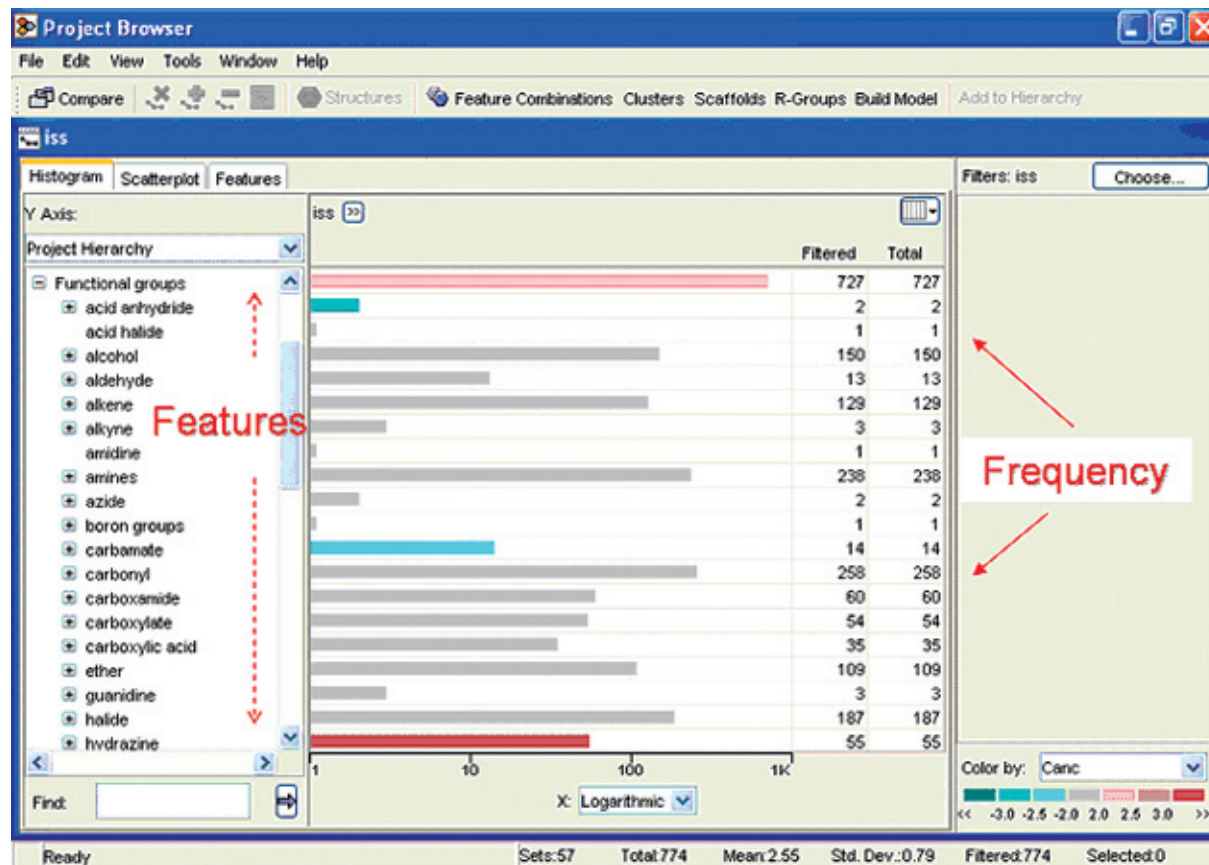 Project Browser
File Edit View Tools Window Help
Compare Structures Feature Combinations Clusters Scaffolds R-Groups Build Model Add to Hierarchy
iss
Histogram Scatterplot Features Filters: iss Choose...
Y Axis: iss
Project Hierarchy Filtered Total
Functional groups 727 727
acid anhydride 2 2
acid halide 1 1
alcohol 150 150
aldehyde 13 13
alkene 129 129
Features
alkyne 3 3
amidine 1 1
amines 238 238
Frequency
azide 2 2
boron groups 1 1
carbamate 14 14
carbonyl 258 258
carboxamide 60 60
carboxylate 54 54
carboxylic acid 35 35
ether 109 109
guanidine 3 3
halide 187 187
hydrazine 55 55
1 10 100 1K Color by: Canc
Find: X: Logarithmic
<< -3.0 -2.5 -2.0 2.0 2.5 3.0 >>
Ready Sets:57 Total:774 Mean:2.55 Std. Dev.:0.79 Filtered:774 Selected:0